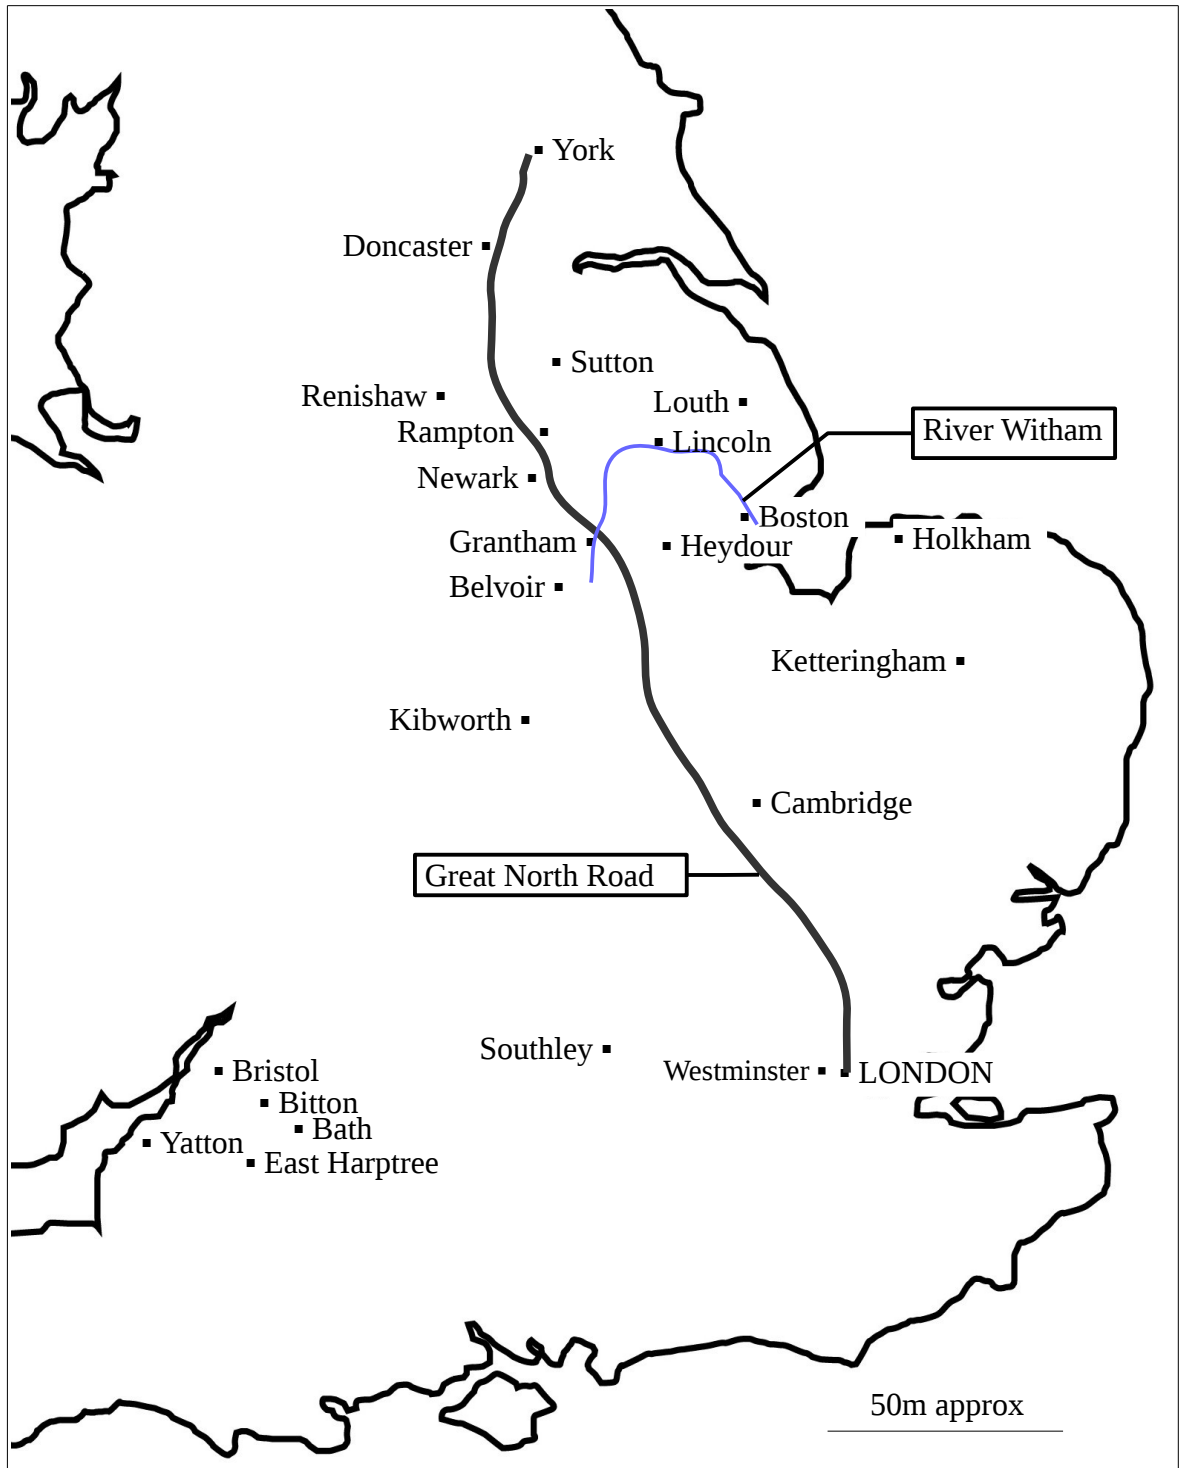 York
Doncaster
Sutton
Renishaw
Louth
River Witham
Rampton
Lincoln
Newark
Boston
Grantham
Heydour
Holkham
Belvoir
Ketteringham
Kibworth
Cambridge
Great North Road
Southley
Westminster
LONDON
Bristol
Bitton
Bath
Yatton
East Harptree
50m approx